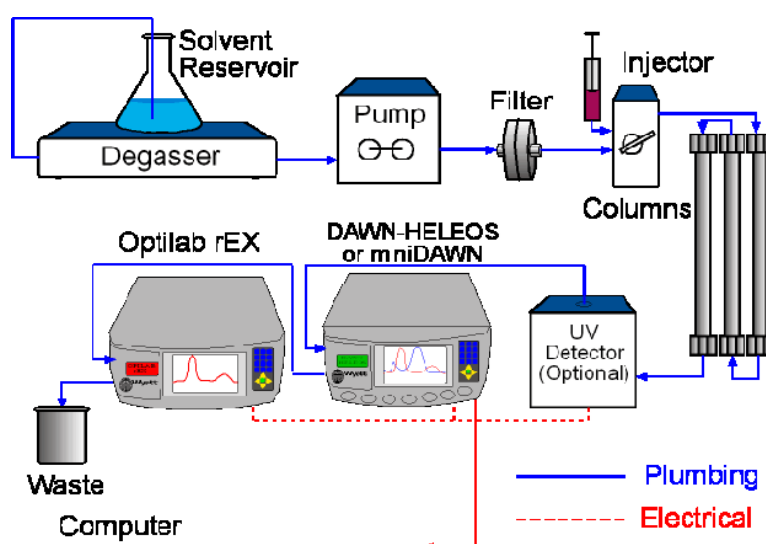 Solvent
Reservoir
Degasser
Pump
Filter
Injector
Columns
Optilab rEX
DAWN-HELEOS
or mniDAWN
UV
Detector
(Optional)
Waste
Computer
Plumbing
Electrical